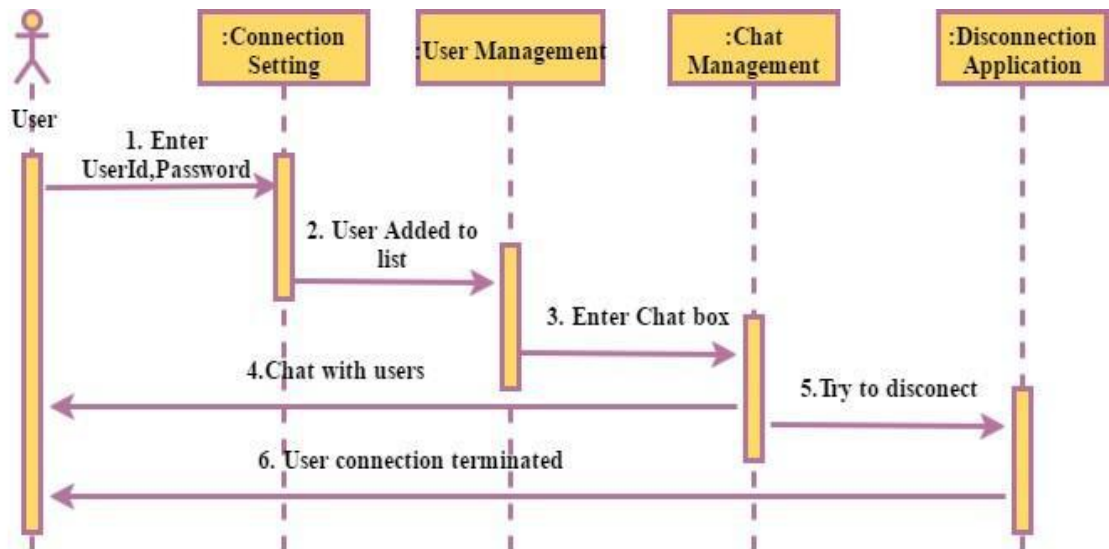 :Connection
Setting
:User Management
:Chat
Management
:Disconnection
Application
User
1. Enter
UserId,Password
2. User Added to
list
3. Enter Chat box
4.Chat with users
5.Try to disconect
6. User connection terminated